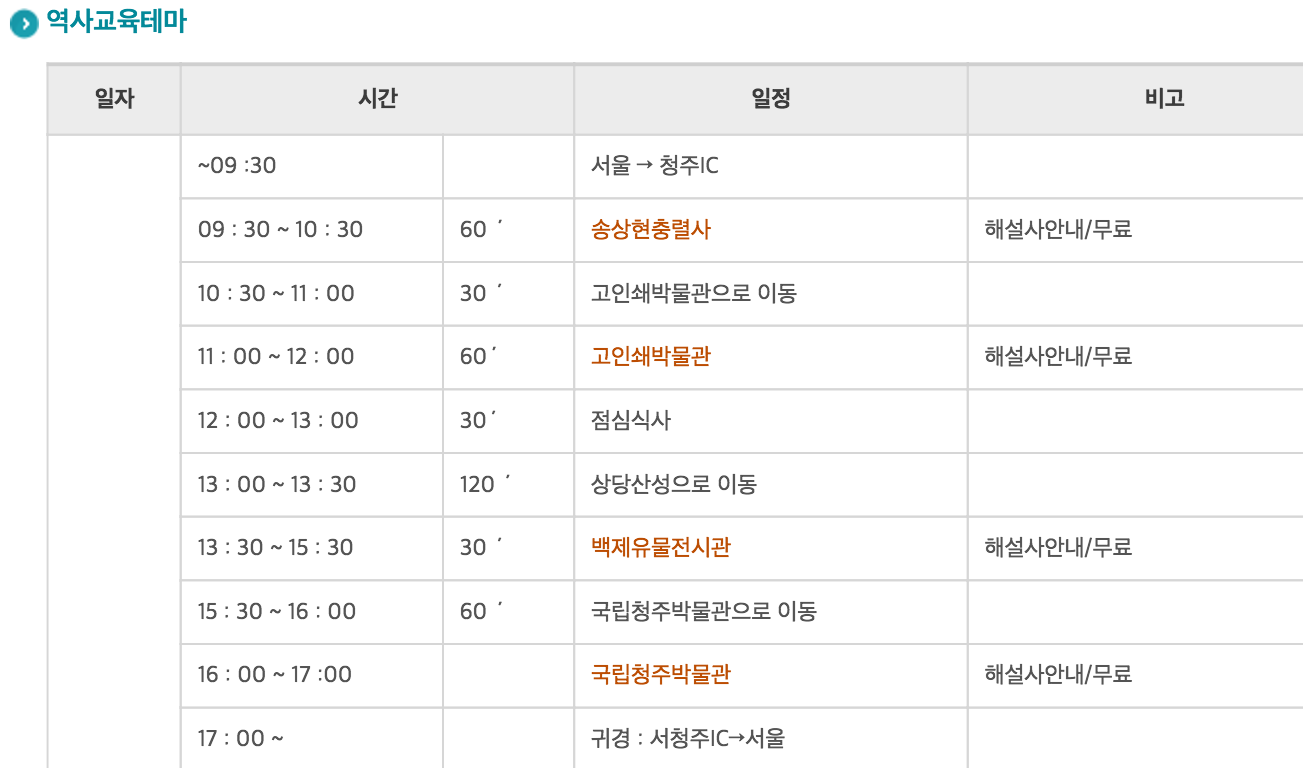 역사교육테마
일자 시간 일정 비고
~09 :30 서울 → 청주IC
09 : 30 ~ 10 : 30 60 ′ 송상현충렬사 해설사안내/무료
10 : 30 ~ 11 : 00 30 ′ 고인쇄박물관으로 이동
11 : 00 ~ 12 : 00 60′ 고인쇄박물관 해설사안내/무료
12 : 00 ~ 13 : 00 30′ 점심식사
13 : 00 ~ 13 : 30 120 ′ 상당산성으로 이동
13 : 30 ~ 15 : 30 30 ′ 백제유물전시관 해설사안내/무료
15 : 30 ~ 16 : 00 60 ′ 국립청주박물관으로 이동
16 : 00 ~ 17 :00 국립청주박물관 해설사안내/무료
17 : 00 ~ 귀경 : 서청주IC→서울